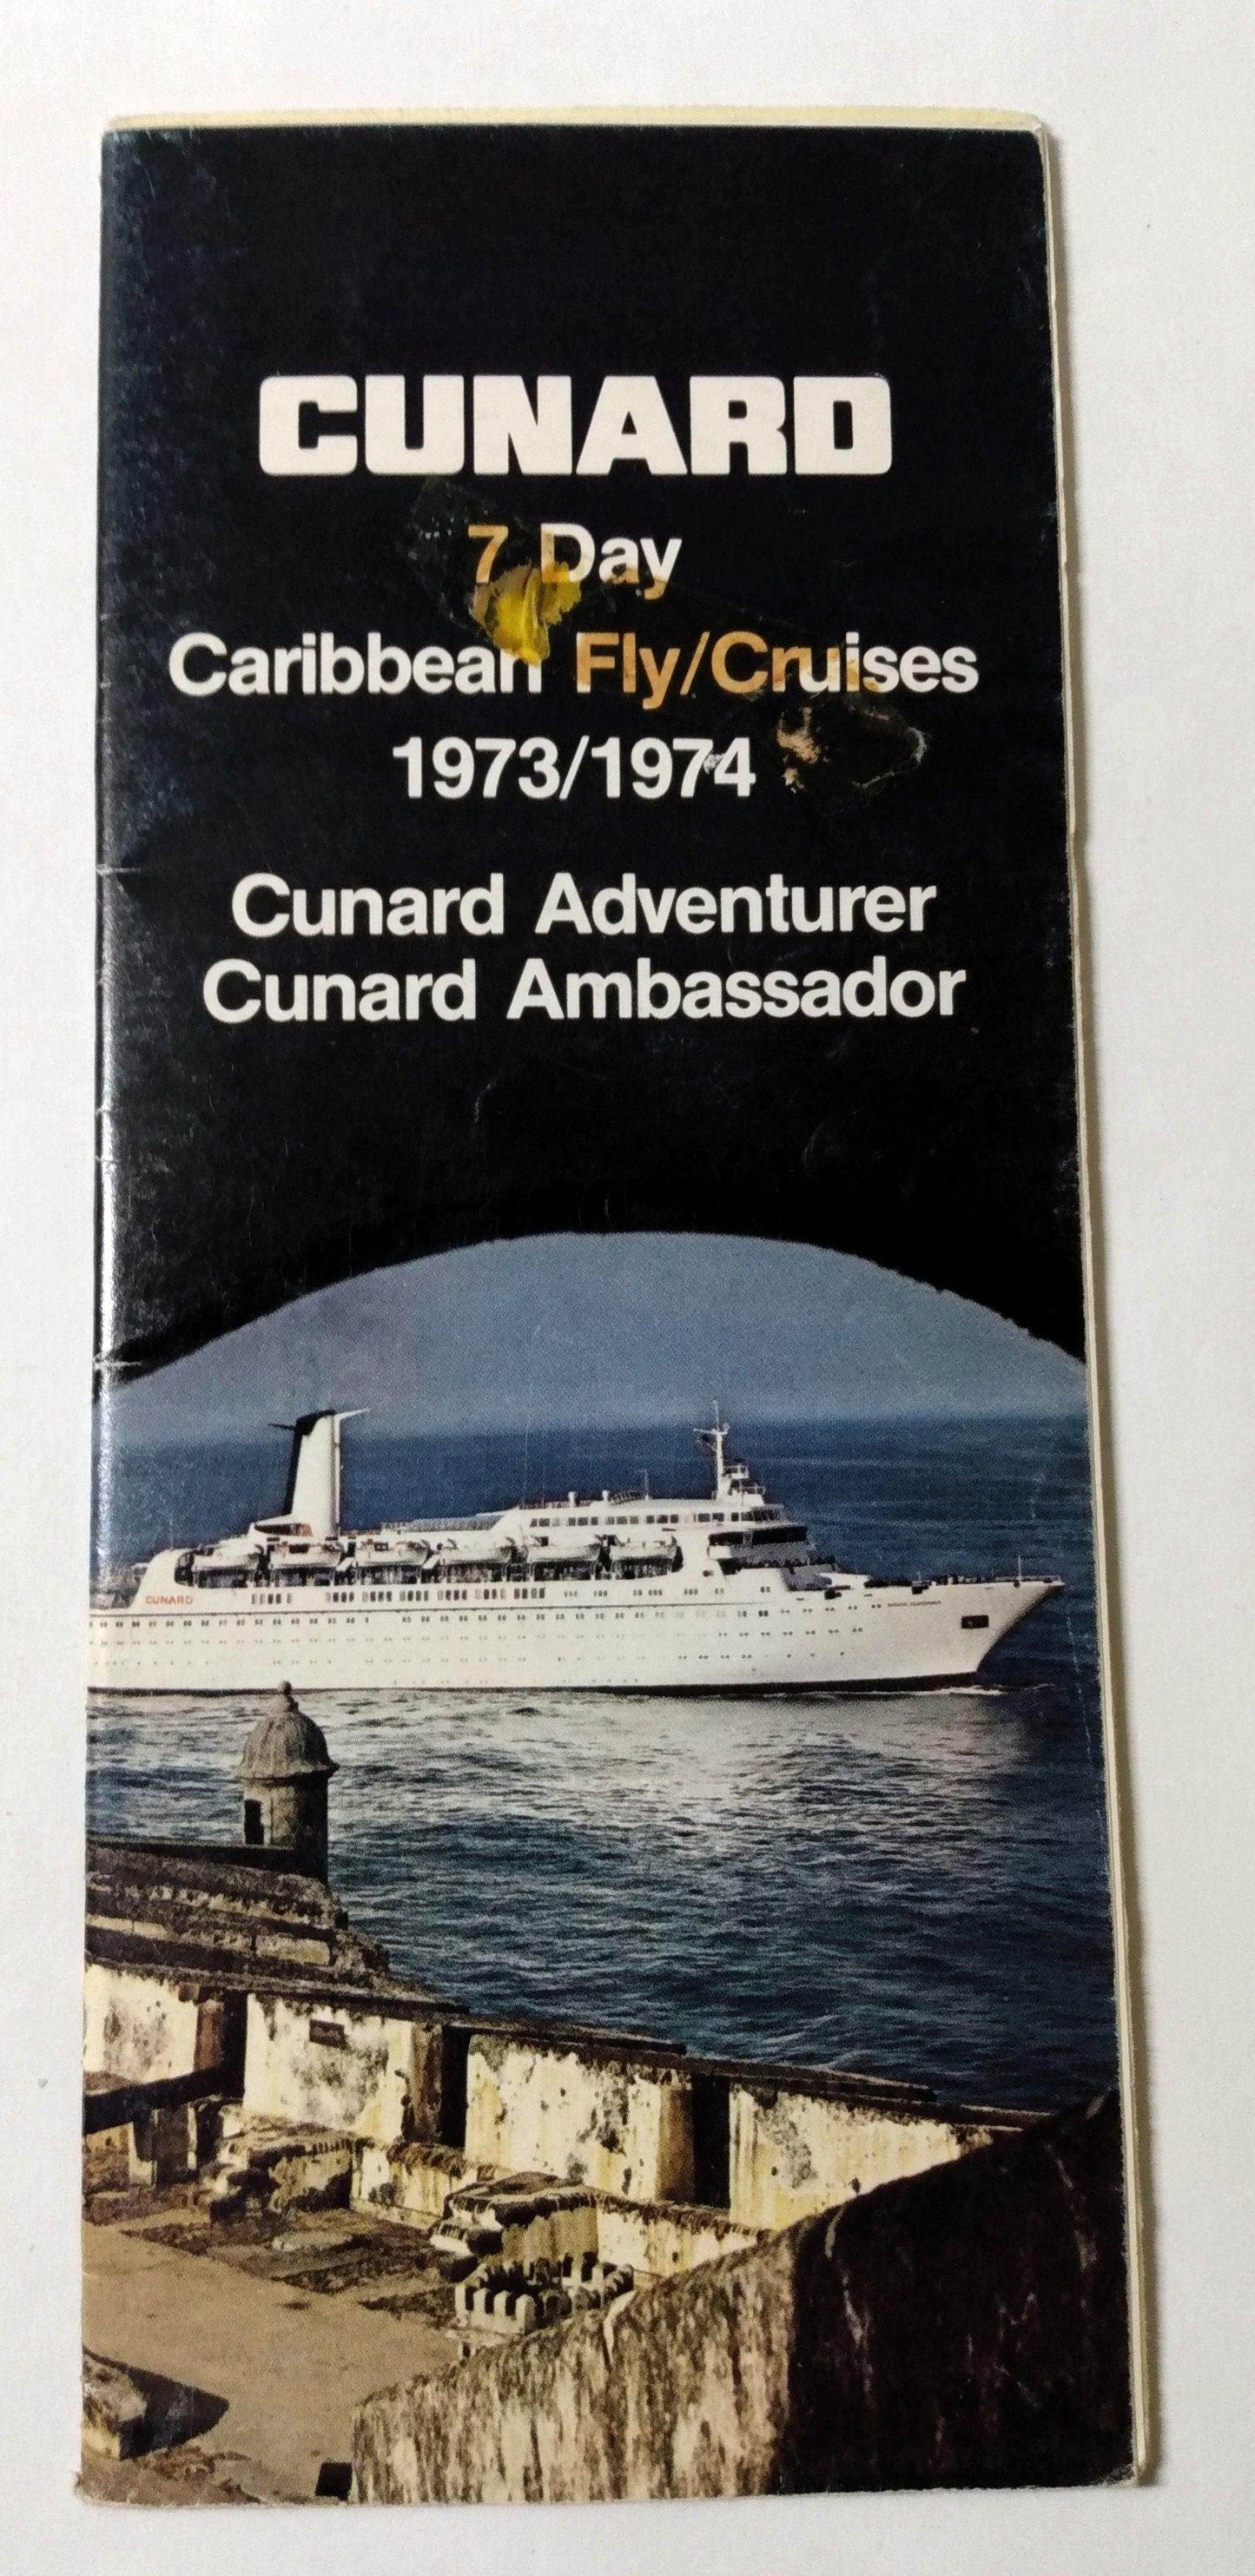 CUNARD
7 Day
Caribbean Fly/Cruises
1973/1974
Cunard Adventurer
Cunard Ambassador
CUNARD